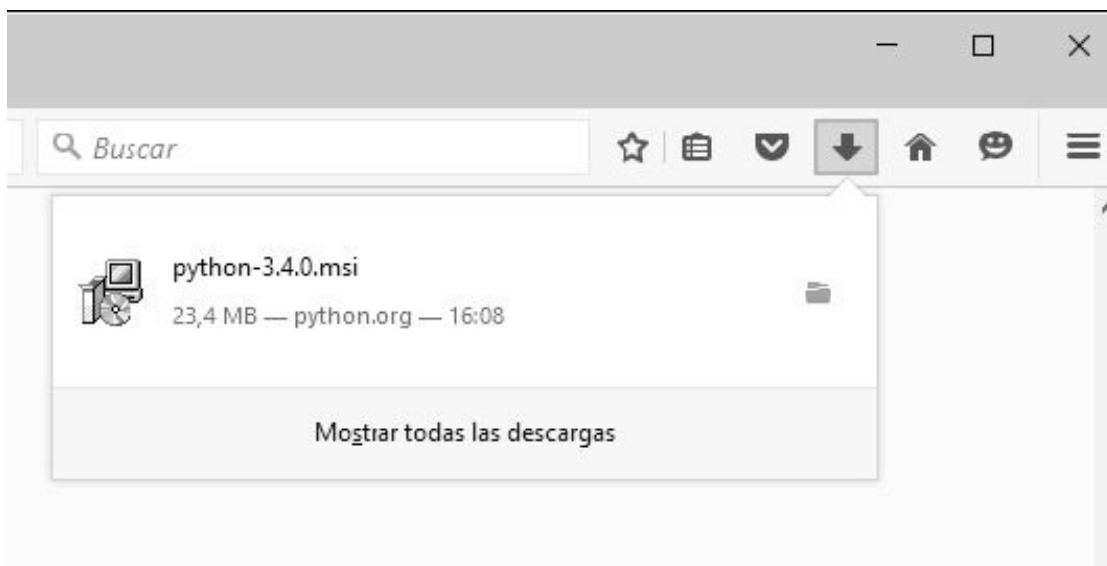 Buscar
python-3.4.0.msi
23,4 MB — python.org — 16:08
Mostrar todas las descargas